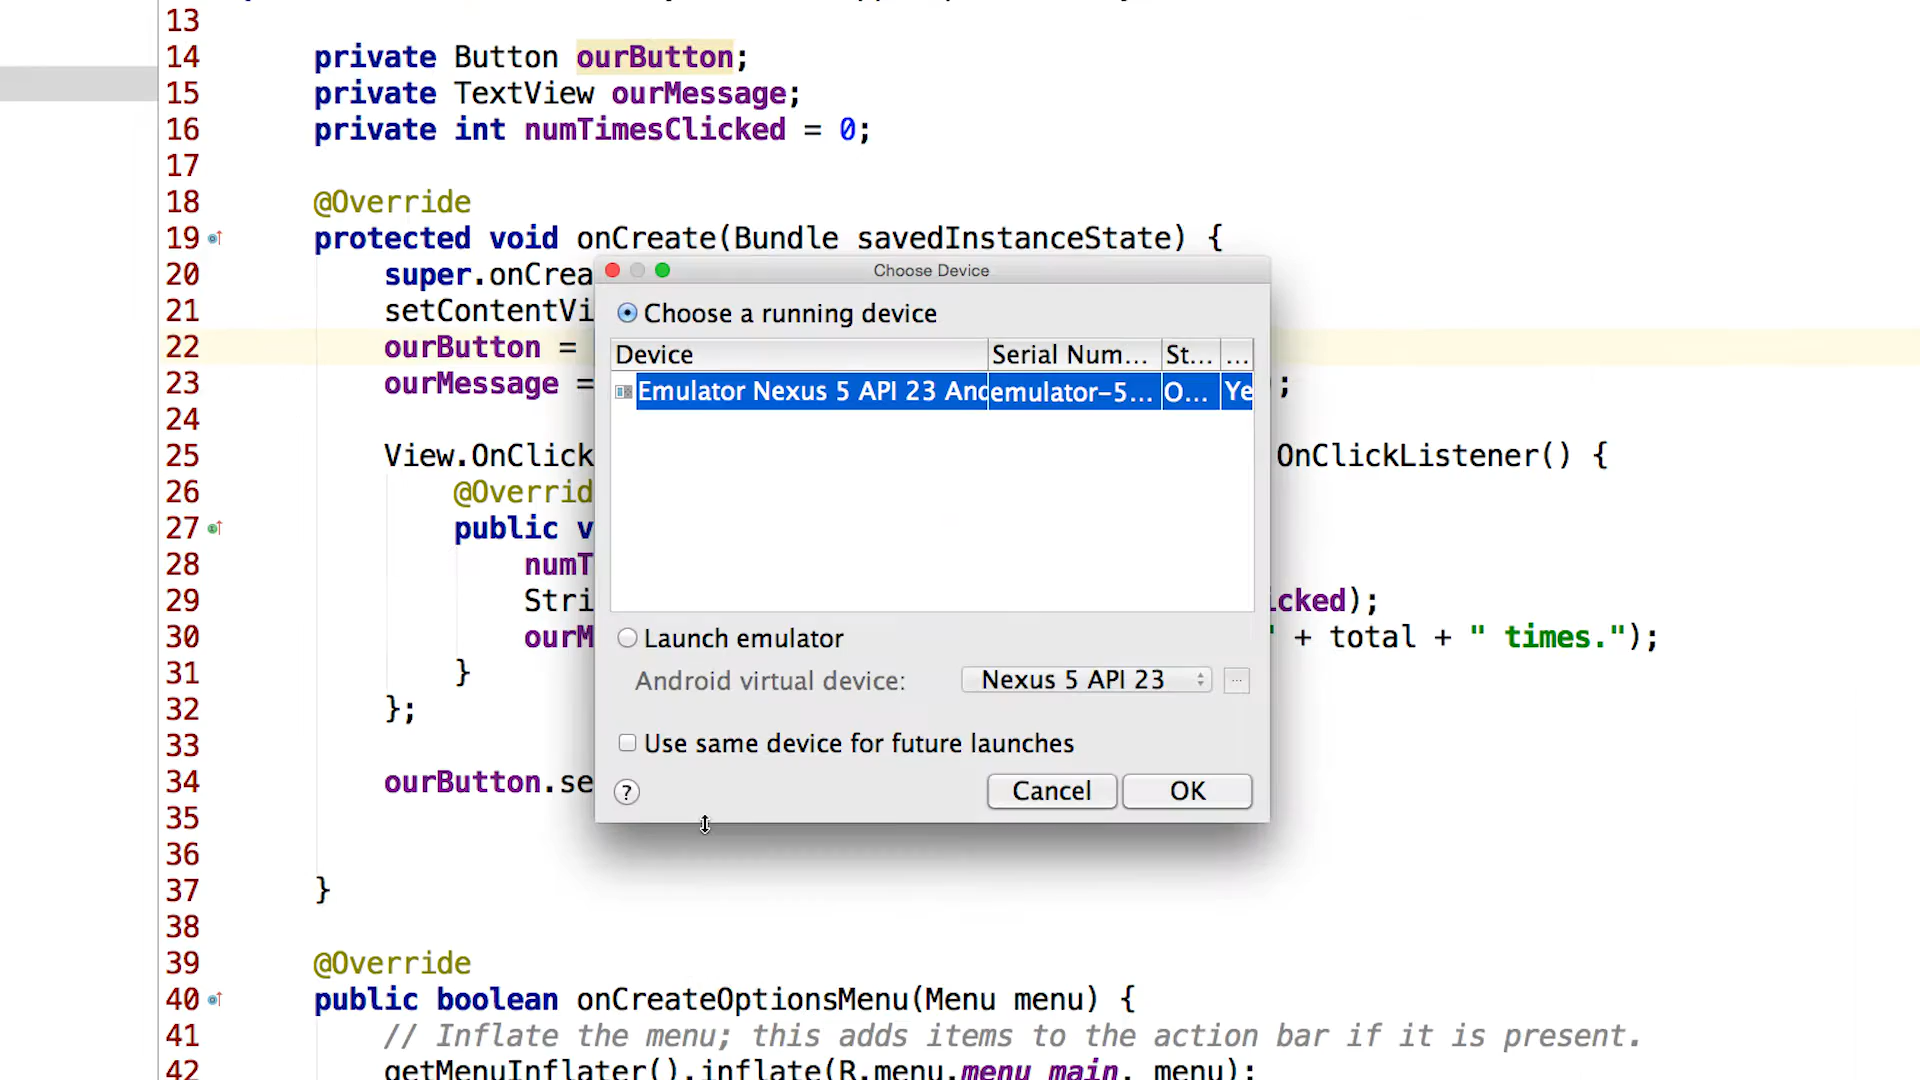 13
14 private Button ourButton;
15 private TextView ourMessage;
16 private int numTimesClicked = 0;
17
18 @Override
19 protected void onCreate(Bundle savedInstanceState) {
20 super.onCrea
21 setContentVi
22 ourButton =
23 ourMessage = ;
24
25 View.OnClick OnClickListener() {
26 @Overrid
27 public v
28 numT
29 Stri icked);
30 ourM " + total + " times.");
31 }
32 };
33
34 ourButton.se
35
36
37 }
38
39 @Override
40 public boolean onCreateOptionsMenu(Menu menu) {
41 // Inflate the menu; this adds items to the action bar if it is present.
42 getMenuInflater().inflate(R.menu.menu_main, menu);
Choose Device
Choose a running device
Device Serial Num... St... ...
Emulator Nexus 5 API 23 And emulator-5... O... Ye
Launch emulator
Android virtual device: Nexus 5 API 23 ...
Use same device for future launches
? Cancel OK